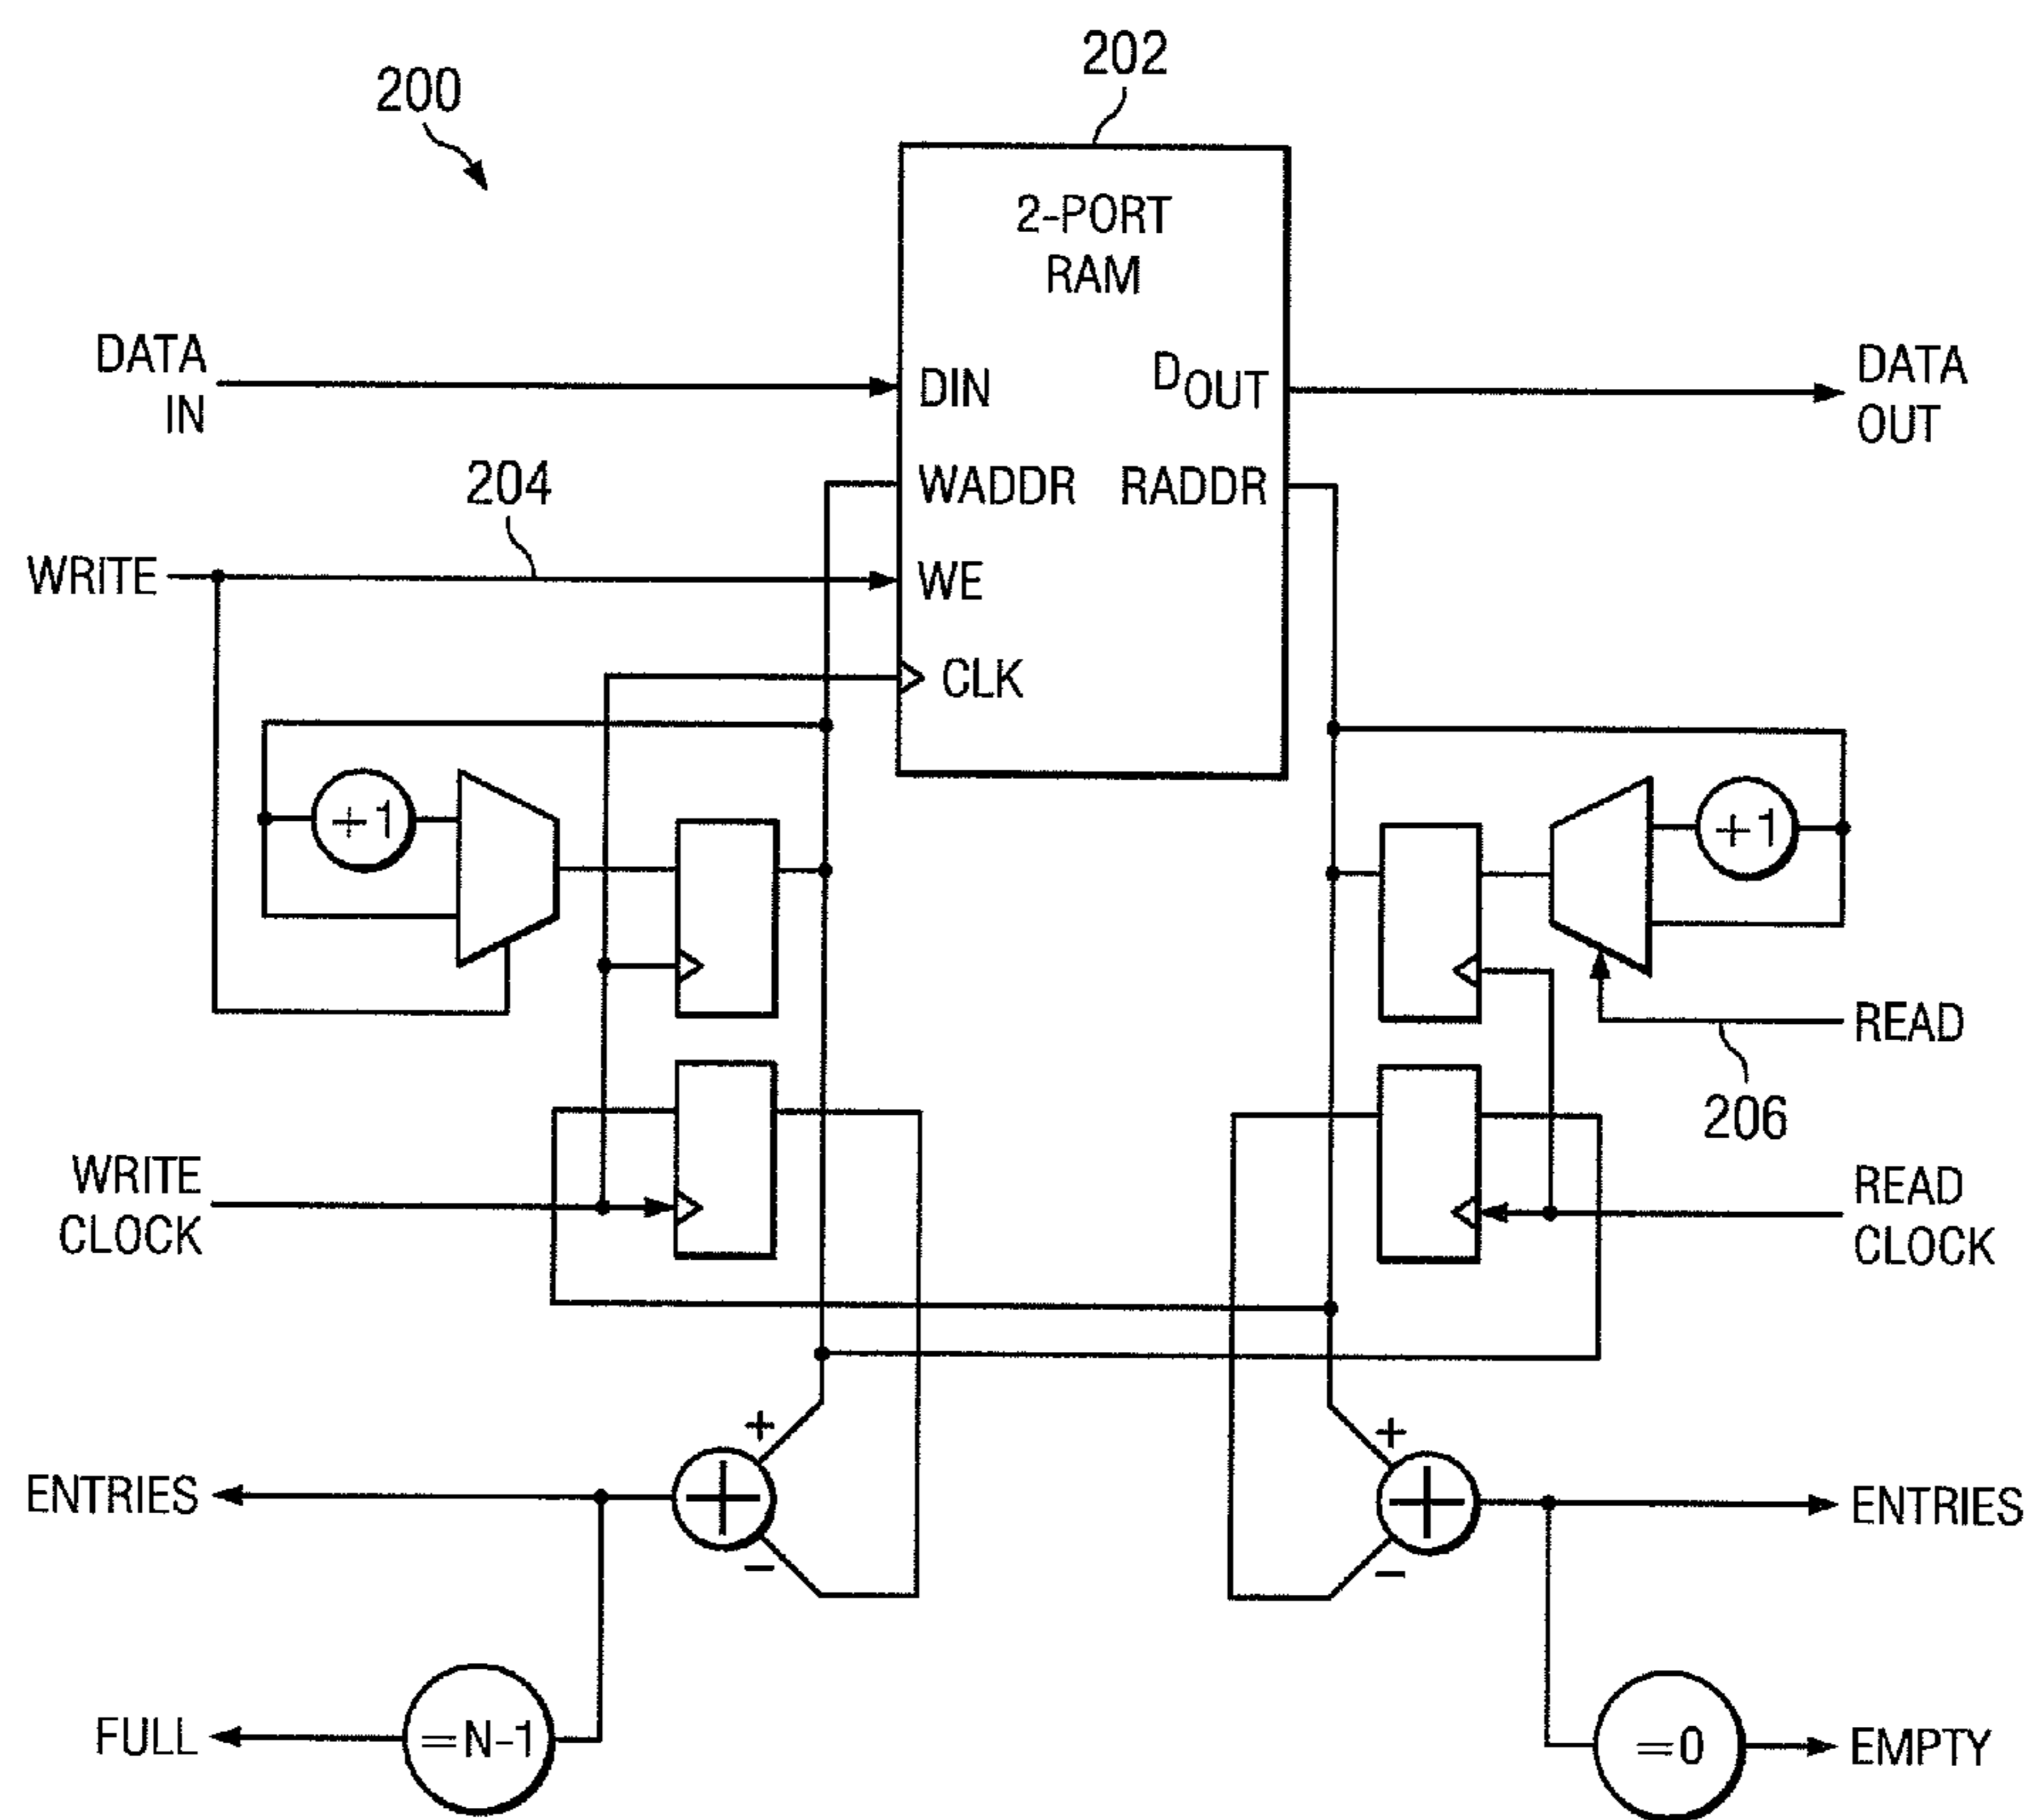 202
200
2-PORT
RAM
DATA
IN
DIN
DOUT
DATA
OUT
204
WADDR
RADDR
WRITE
WE
CLK
+1
+1
READ
206
WRITE
CLOCK
READ
CLOCK
+
+
ENTRIES
+
+
ENTRIES
−
−
FULL
=N-1
=0
EMPTY